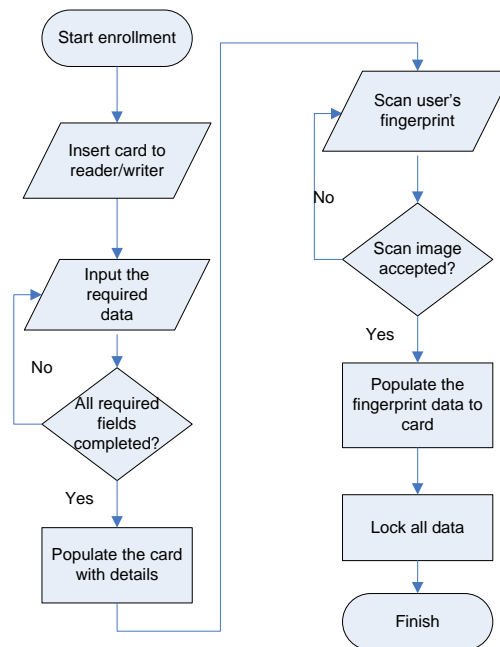 Start enrollment
Insert card to
reader/writer
Input the
required
data
No
All required
fields
completed?
Yes
Populate the card
with details
Scan user's
fingerprint
No
Scan image
accepted?
Yes
Populate the
fingerprint data to
card
Lock all data
Finish